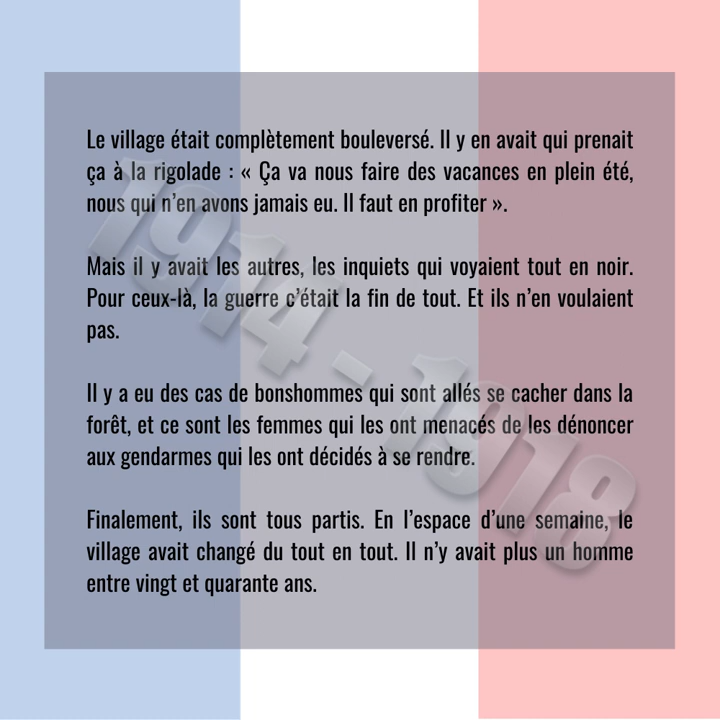 Le village était complètement bouleversé. Il y en avait qui prenait
ça à la rigolade : « Ça va nous faire des vacances en plein été,
nous qui n’en avons jamais eu. Il faut en profiter ».
Mais il y avait les autres, les inquiets qui voyaient tout en noir.
Pour ceux-là, la guerre c’était la fin de tout. Et ils n’en voulaient
pas.
Il y a eu des cas de bonshommes qui sont allés se cacher dans la
forêt, et ce sont les femmes qui les ont menacés de les dénoncer
aux gendarmes qui les ont décidés à se rendre.
Finalement, ils sont tous partis. En l’espace d’une semaine, le
village avait changé du tout en tout. Il n’y avait plus un homme
entre vingt et quarante ans.
1914 - 1918